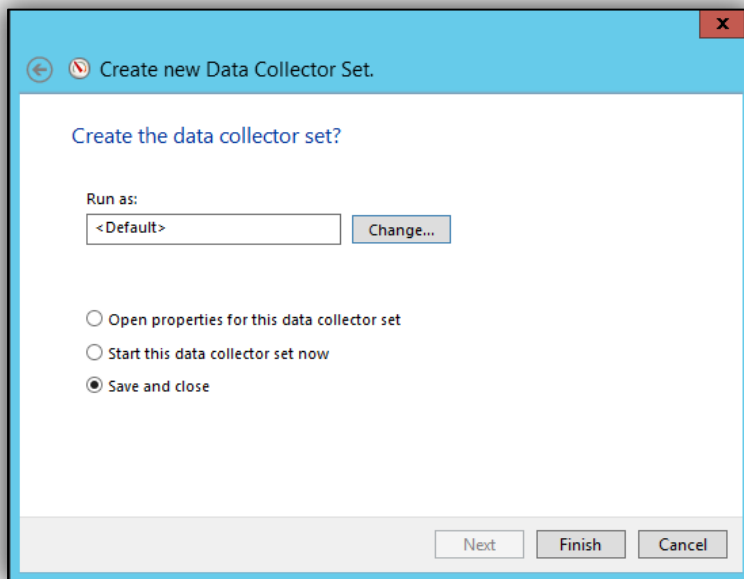 x
Create new Data Collector Set.
Create the data collector set?
Run as:
<Default>
Change...
Open properties for this data collector set
Start this data collector set now
Save and close
Next
Finish
Cancel